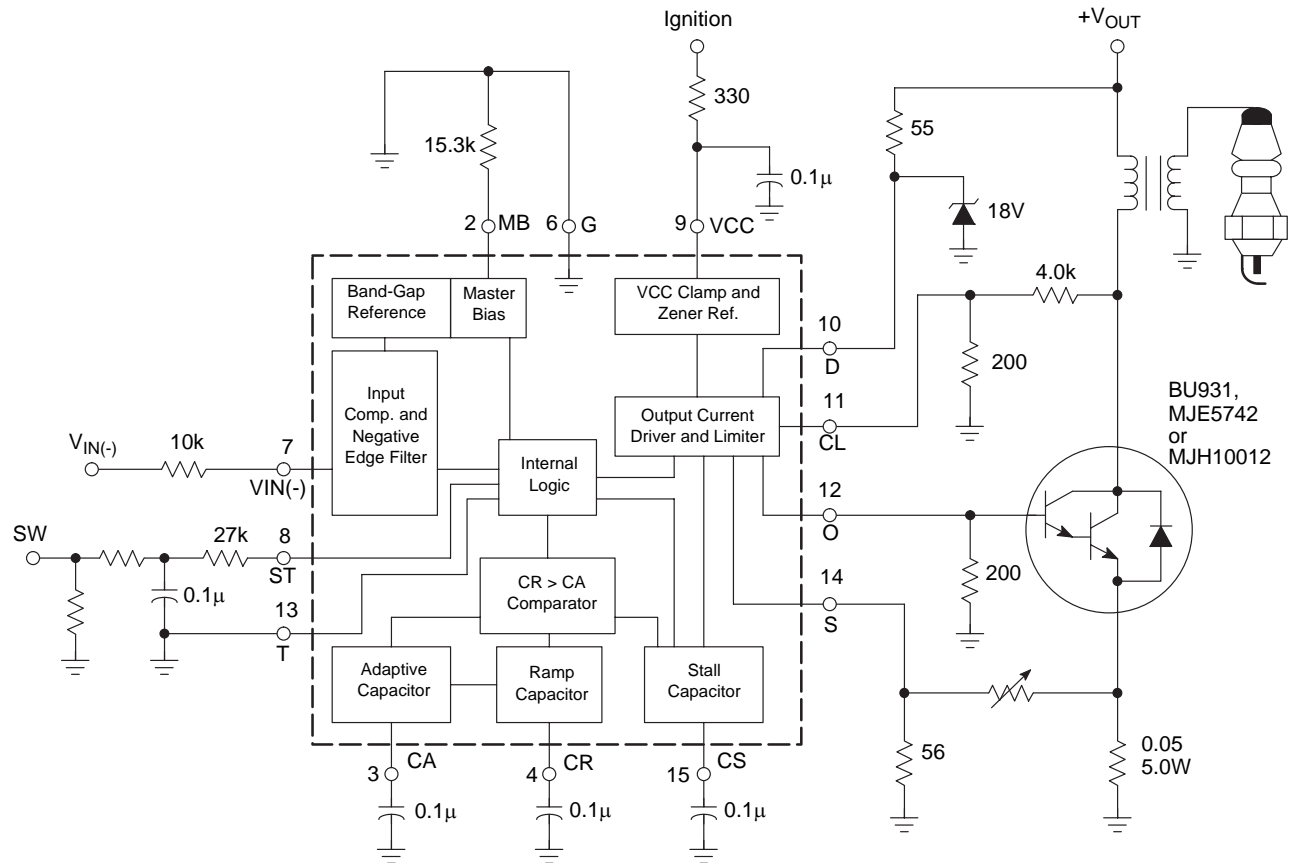 Ignition
+VOUT
330
55
15.3k
0.1μ
18V
2 MB
6 G
9 VCC
4.0k
Band-Gap
Reference
Master
Bias
VCC Clamp and
Zener Ref.
10
D
200
Input
Comp. and
Negative
Edge Filter
Output Current
Driver and Limiter
11
CL
BU931,
MJE5742
or
MJH10012
VIN(-)
10k
7
VIN(-)
Internal
Logic
12
O
SW
27k
8
ST
0.1μ
CR > CA
Comparator
200
14
S
13
T
Adaptive
Capacitor
Ramp
Capacitor
Stall
Capacitor
56
0.05
5.0W
3 CA
4 CR
15 CS
0.1μ
0.1μ
0.1μ